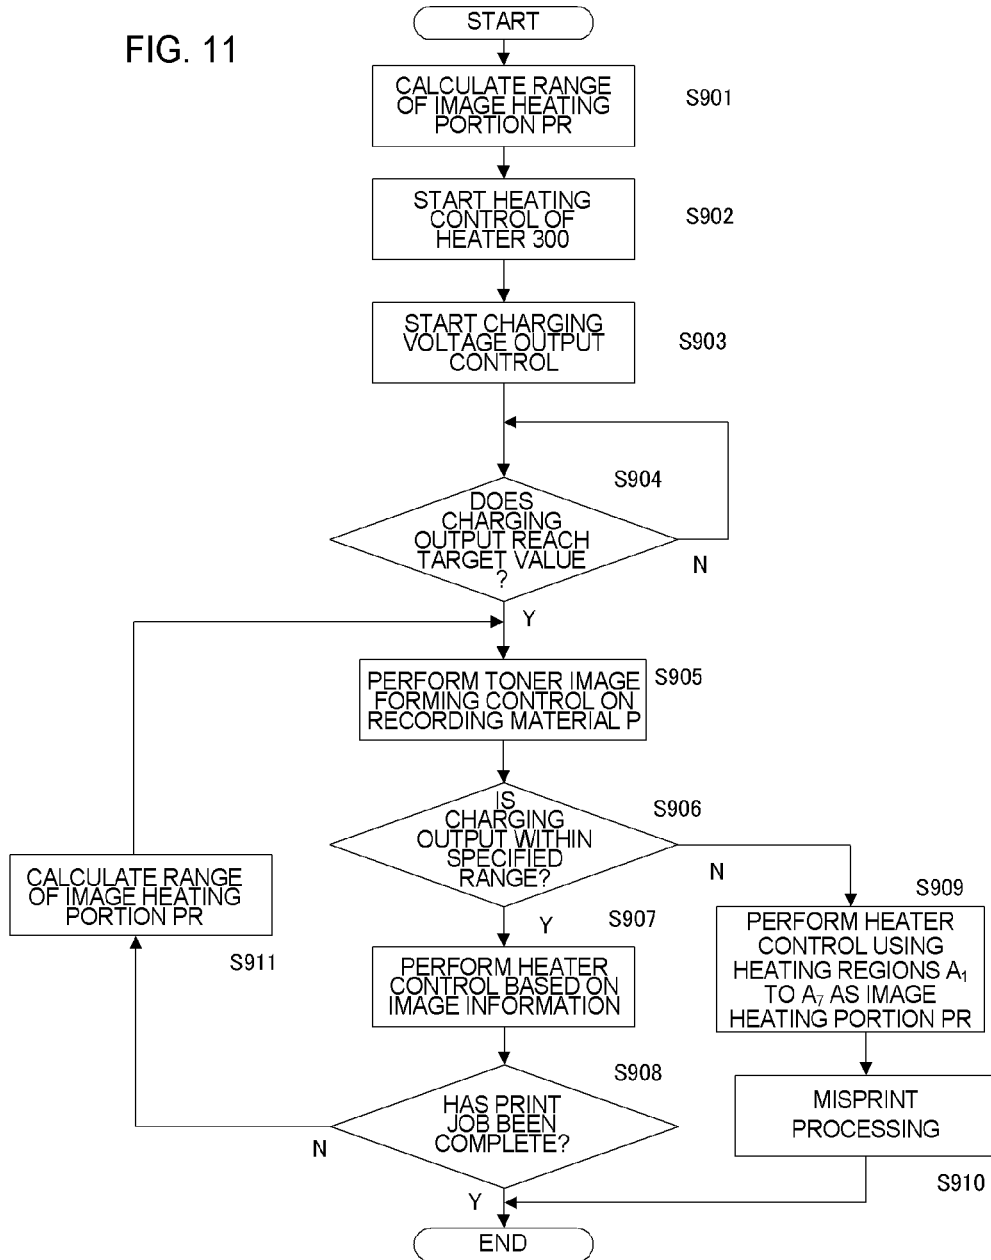 START
FIG. 11
CALCULATE RANGE
OF IMAGE HEATING
PORTION PR
S901
START HEATING
CONTROL OF
HEATER 300
S902
START CHARGING
VOLTAGE OUTPUT
CONTROL
S903
S904
DOES
CHARGING
OUTPUT REACH
TARGET VALUE
?
N
Y
S905
PERFORM TONER IMAGE
FORMING CONTROL ON
RECORDING MATERIAL P
S906
IS
CHARGING
OUTPUT WITHIN
SPECIFIED
RANGE?
N
Y
S907
PERFORM HEATER
CONTROL BASED ON
IMAGE INFORMATION
S909
PERFORM HEATER
CONTROL USING
HEATING REGIONS A1
TO A7 AS IMAGE
HEATING PORTION PR
CALCULATE RANGE
OF IMAGE HEATING
PORTION PR
S911
S908
HAS PRINT
JOB BEEN
COMPLETE?
N
Y
MISPRINT
PROCESSING
S910
END